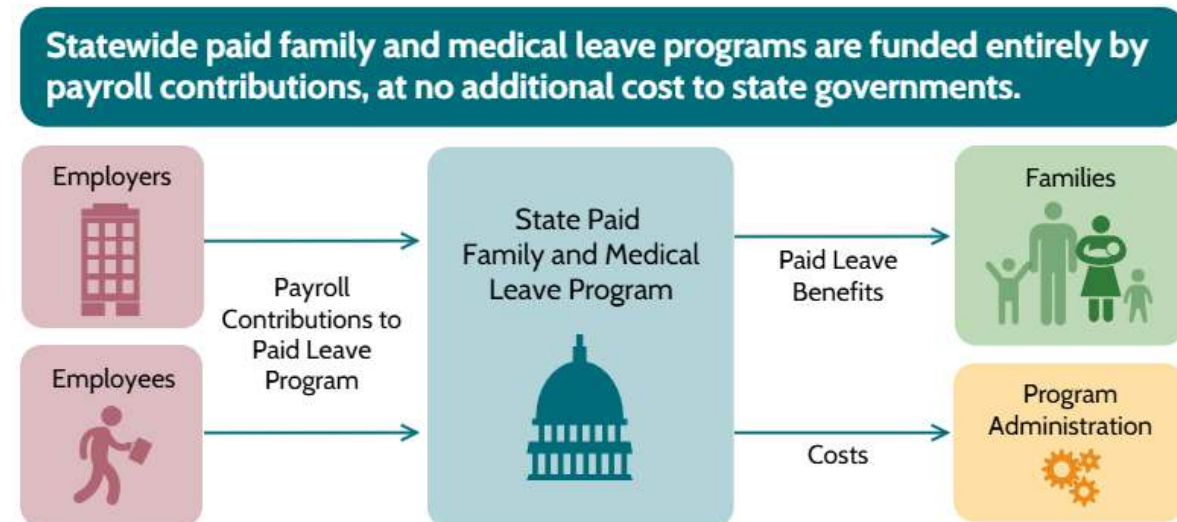 Statewide paid family and medical leave programs are funded entirely by
payroll contributions, at no additional cost to state governments.
Employers
Employees
Payroll
Contributions to
Paid Leave
Program
State Paid
Family and Medical
Leave Program
Paid Leave
Benefits
Costs
Families
Program
Administration